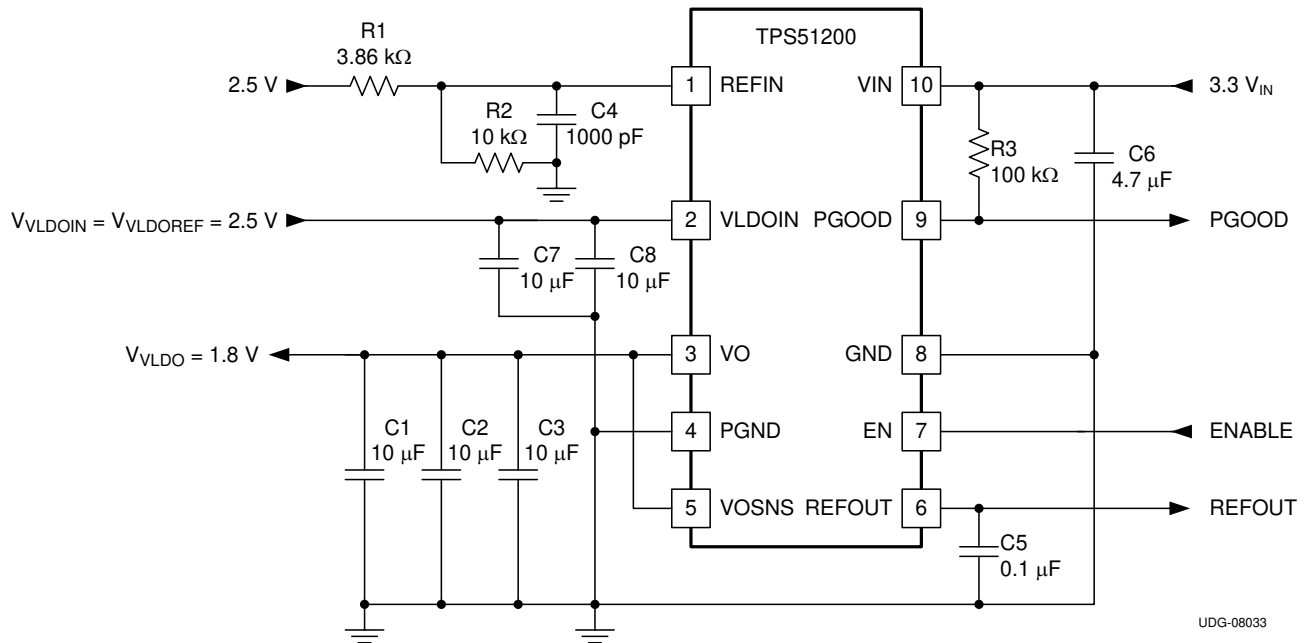 TPS51200
R1
3.86 kΩ
2.5 V
1 REFIN
VIN 10
3.3 VIN
R2
10 kΩ
C4
1000 pF
R3
100 kΩ
C6
4.7 μF
VVLDOIN = VVLDOREF = 2.5 V
2 VLDOIN
PGOOD 9
PGOOD
C7
10 μF
C8
10 μF
VVLDO = 1.8 V
3 VO
GND 8
C1
10 μF
C2
10 μF
C3
10 μF
4 PGND
EN 7
ENABLE
5 VOSNS
REFOUT 6
REFOUT
C5
0.1 μF
UDG-08033